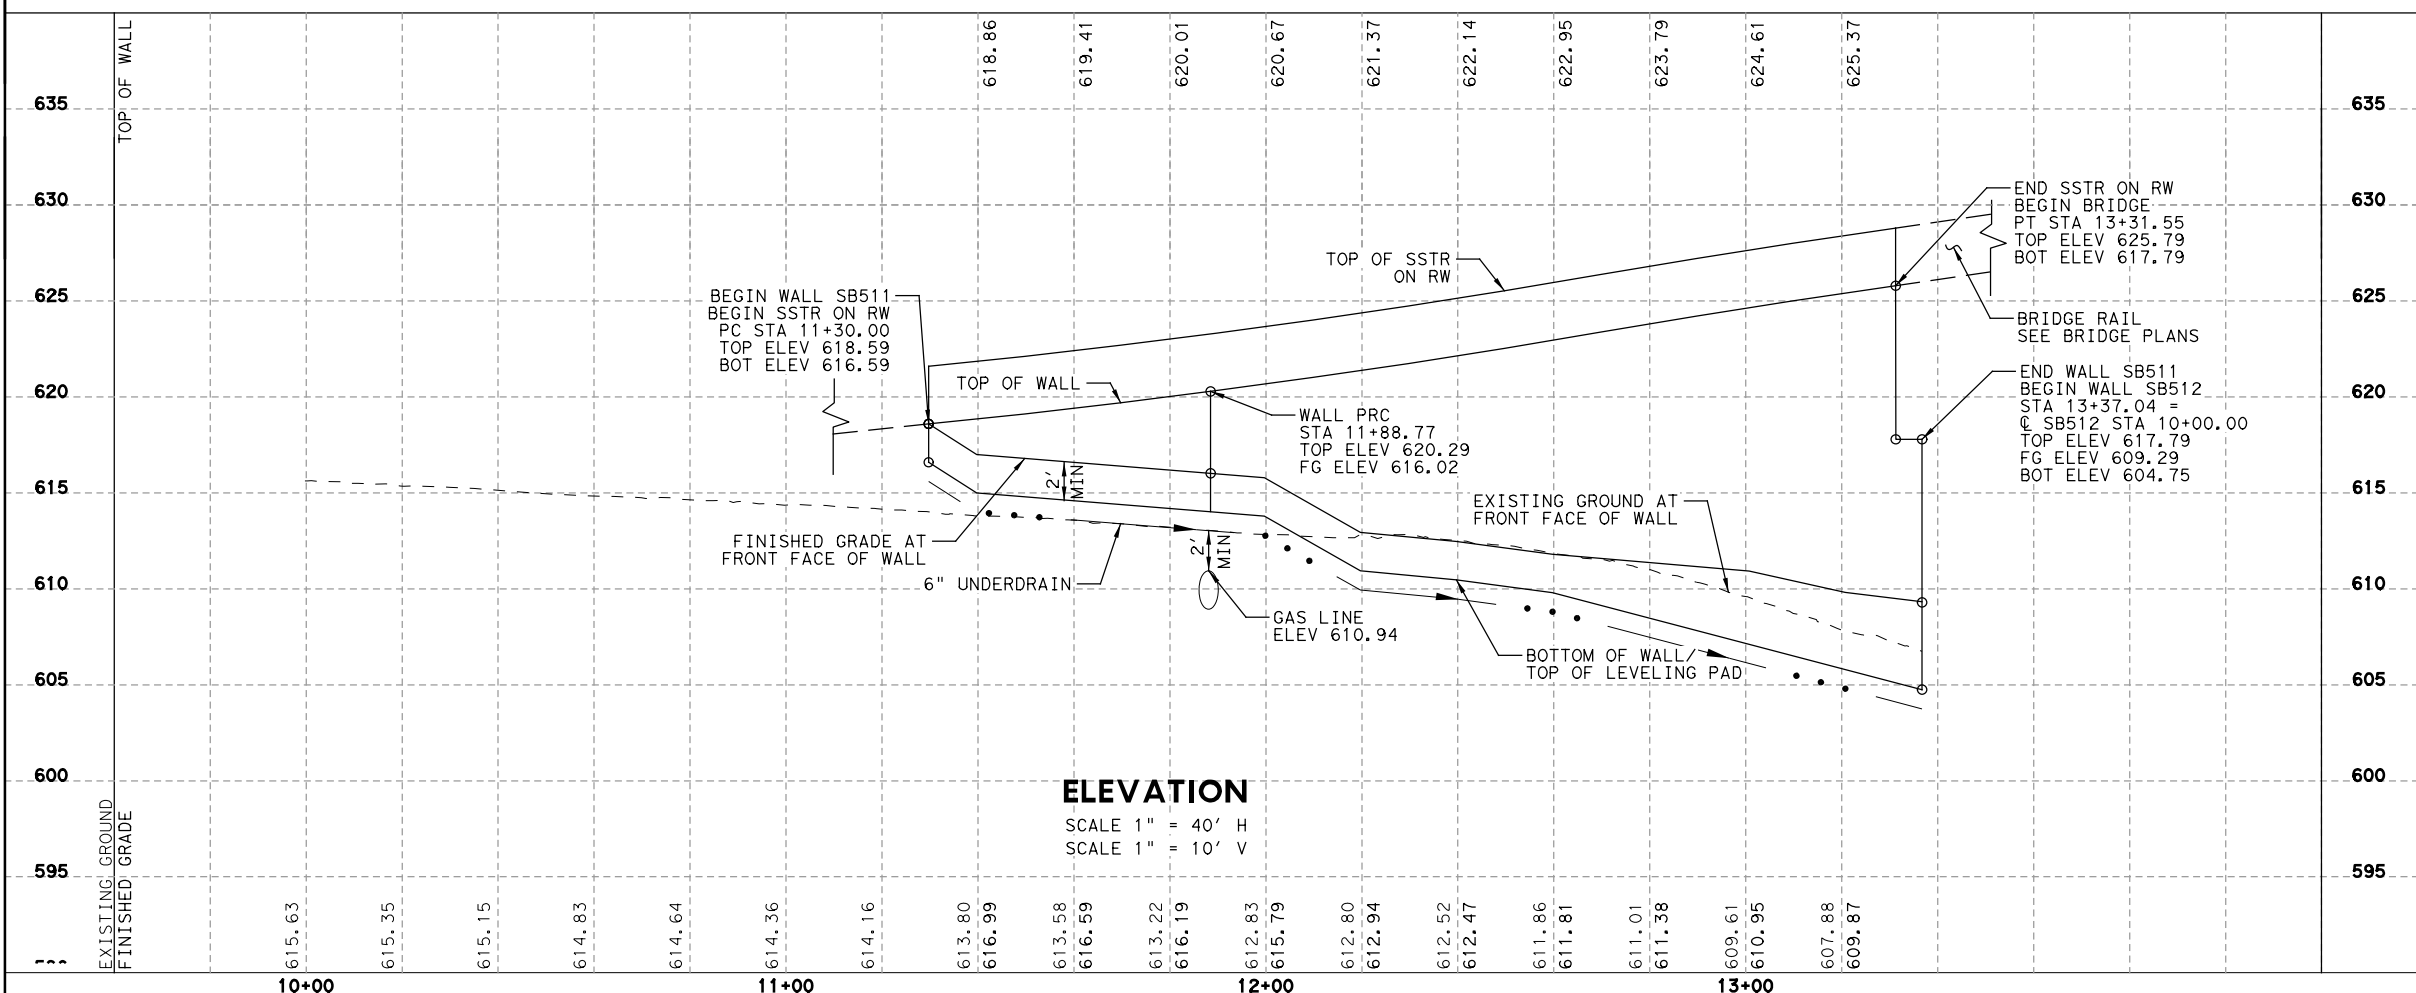 TOP OF WALL
618.86
619.41
620.01
620.67
621.37
622.14
622.95
623.79
624.61
625.37
635
635
630
630
625
625
620
620
615
615
610
610
605
605
600
600
595
595
END SSTR ON RW
BEGIN BRIDGE
PT STA 13+31.55
TOP ELEV 625.79
BOT ELEV 617.79
TOP OF SSTR
ON RW
BEGIN WALL SB511
BEGIN SSTR ON RW
PC STA 11+30.00
TOP ELEV 618.59
BOT ELEV 616.59
BRIDGE RAIL
SEE BRIDGE PLANS
TOP OF WALL
END WALL SB511
BEGIN WALL SB512
STA 13+37.04 =
℄ SB512 STA 10+00.00
TOP ELEV 617.79
FG ELEV 609.29
BOT ELEV 604.75
WALL PRC
STA 11+88.77
TOP ELEV 620.29
FG ELEV 616.02
2'
MIN
EXISTING GROUND AT
FRONT FACE OF WALL
FINISHED GRADE AT
FRONT FACE OF WALL
2'
MIN
6" UNDERDRAIN
GAS LINE
ELEV 610.94
BOTTOM OF WALL/
TOP OF LEVELING PAD
ELEVATION
SCALE 1" = 40' H
SCALE 1" = 10' V
EXISTING GROUND
FINISHED GRADE
615.63
615.35
615.15
614.83
614.64
614.36
614.16
613.80
616.99
613.58
616.59
613.22
616.19
612.83
615.79
612.80
612.94
612.52
612.47
611.86
611.81
611.01
611.38
609.61
610.95
607.88
609.87
10+00
11+00
12+00
13+00